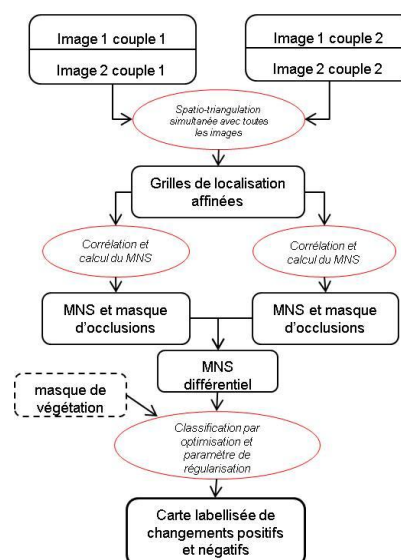 Image 1 couple 1
Image 2 couple 1
Image 1 couple 2
Image 2 couple 2
Spatio-triangulation
simultanée avec toutes
les images
Grilles de localisation
affinées
Corrélation et
calcul du MNS
Corrélation et
calcul du MNS
MNS et masque
d'occlusions
MNS et masque
d'occlusions
MNS
différentiel
masque de
végétation
Classification par
optimisation et
paramètre de
régularisation
Carte labellisée de
changements positifs
et négatifs